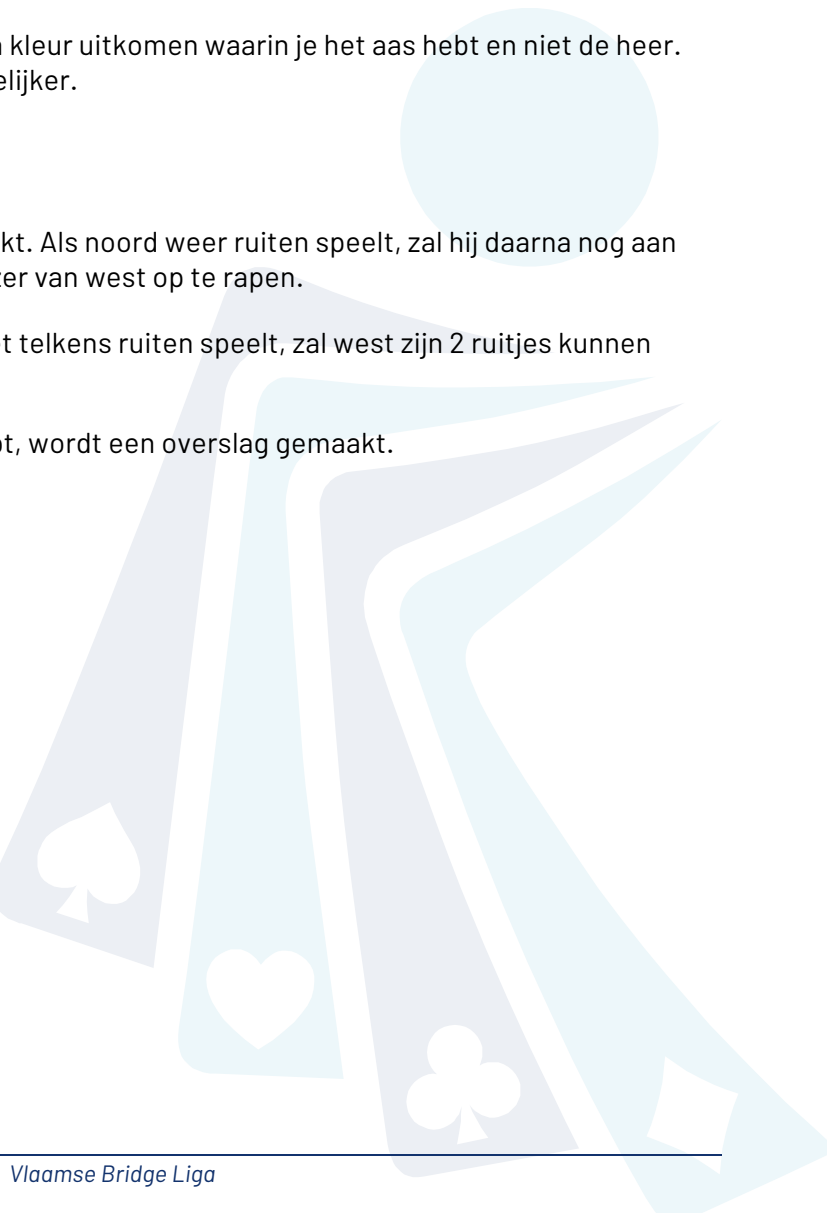 kleur uitkomen waarin je het aas hebt en niet de heer.
elijker.
kt. Als noord weer ruiten speelt, zal hij daarna nog aan
zer van west op te rapen.
t telkens ruiten speelt, zal west zijn 2 ruitjes kunnen
ot, wordt een overslag gemaakt.
Vlaamse Bridge Liga